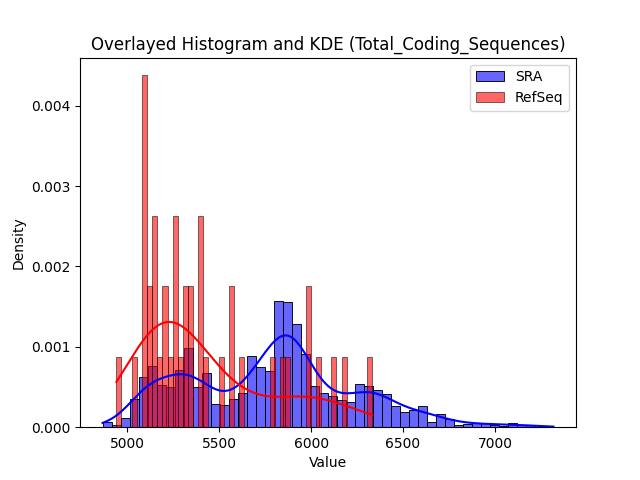 Overlayed Histogram and KDE (Total_Coding_Sequences)
SRA
RefSeq
0.004
0.003
0.002
0.001
0.000
Density
5000 5500 6000 6500 7000
Value